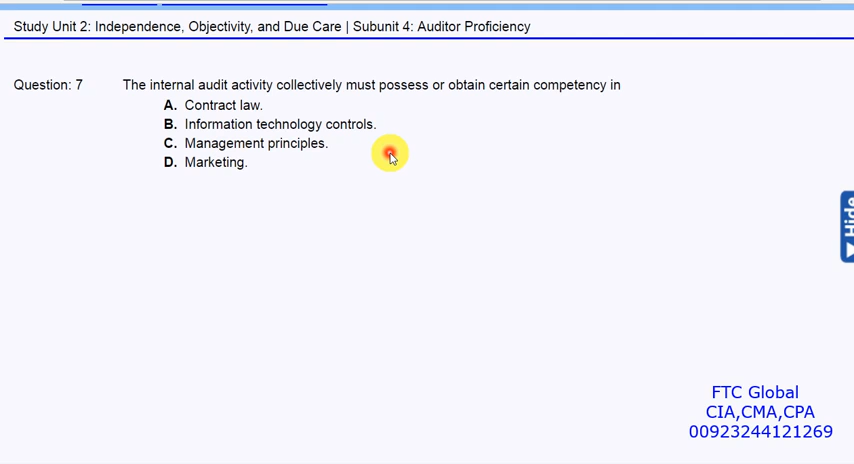 Study Unit 2: Independence, Objectivity, and Due Care | Subunit 4: Auditor Proficiency
Question: 7 The internal audit activity collectively must possess or obtain certain competency in
A. Contract law.
B. Information technology controls.
C. Management principles.
D. Marketing.
Hide
FTC Global
CIA,CMA,CPA
00923244121269